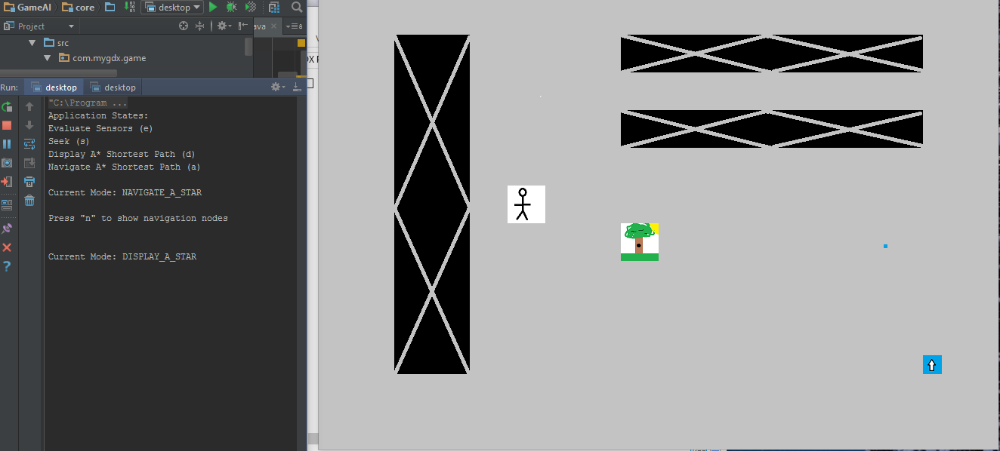 GameAI core desktop
Project ava
src
com.mygdx.game
Run: desktop desktop
"C:\Program ...
Application States:
Evaluate Sensors (e)
Seek (s)
Display A* Shortest Path (d)
Navigate A* Shortest Path (a)
Current Mode: NAVIGATE_A_STAR
Press "n" to show navigation nodes
Current Mode: DISPLAY_A_STAR